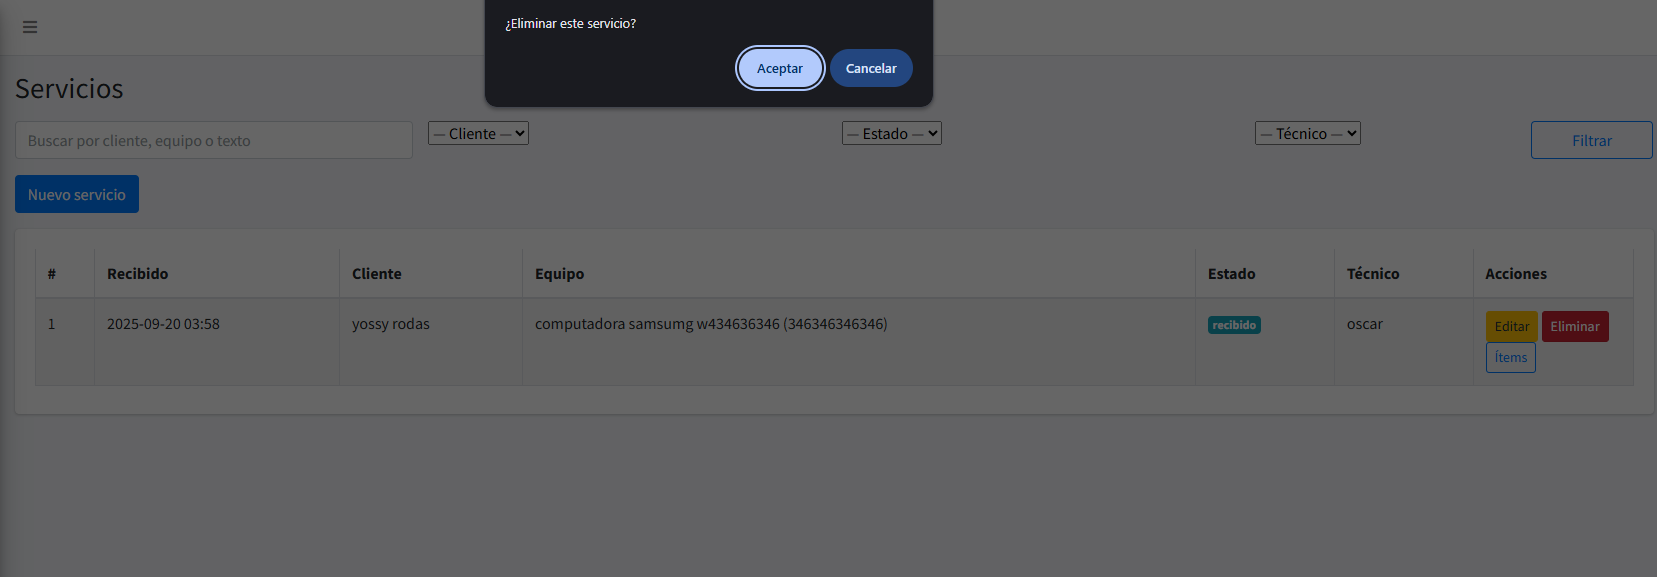 ¿Eliminar este servicio?
Aceptar Cancelar
Servicios
Buscar por cliente, equipo o texto — Cliente — — Estado — — Técnico — Filtrar
Nuevo servicio
# Recibido Cliente Equipo Estado Técnico Acciones
1 2025-09-20 03:58 yossy rodas computadora samsumg w434636346 (346346346346) recibido oscar Editar Eliminar
Ítems